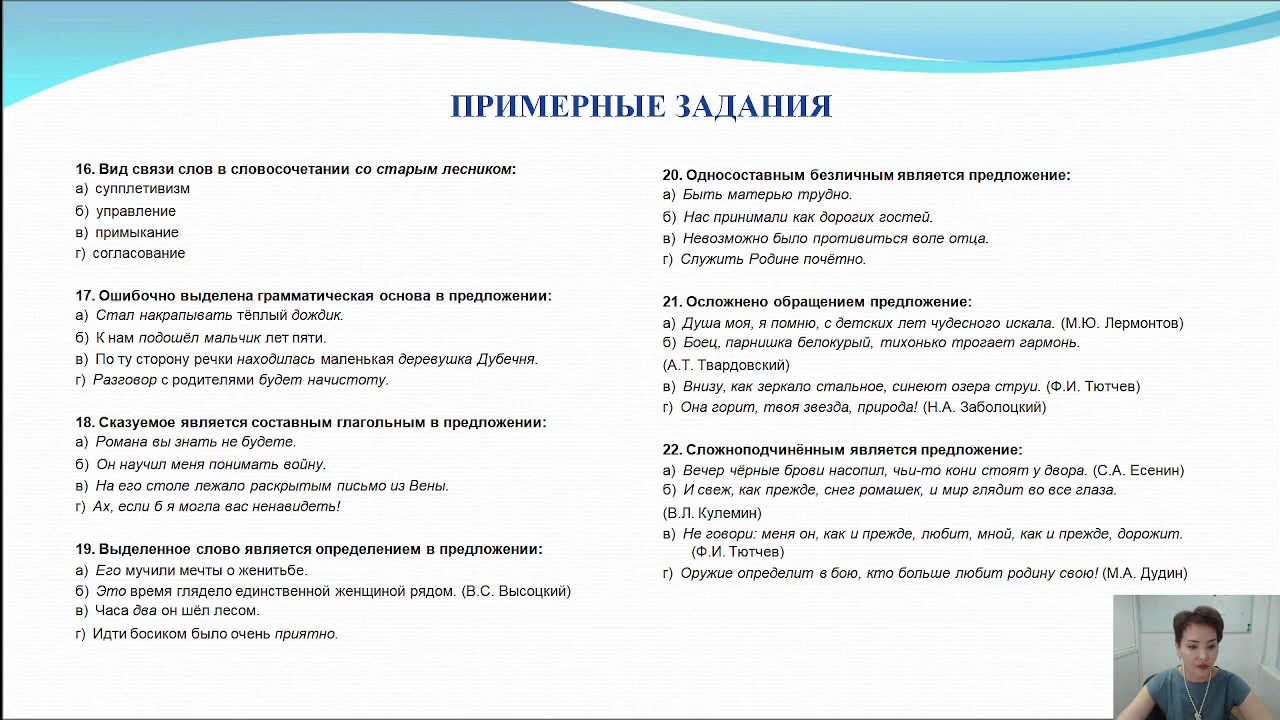 ПРИМЕРНЫЕ ЗАДАНИЯ
16. Вид связи слов в словосочетании со старым лесником:
а) супплетивизм
б) управление
в) примыкание
г) согласование
17. Ошибочно выделена грамматическая основа в предложении:
а) Стал накрапывать тёплый дождик.
б) К нам подошёл мальчик лет пяти.
в) По ту сторону речки находилась маленькая деревушка Дубечня.
г) Разговор с родителями будет начистоту.
18. Сказуемое является составным глагольным в предложении:
а) Романа вы знать не будете.
б) Он научил меня понимать войну.
в) На его столе лежало раскрытым письмо из Вены.
г) Ах, если б я могла вас ненавидеть!
19. Выделенное слово является определением в предложении:
а) Его мучили мечты о женитьбе.
б) Это время глядело единственной женщиной рядом. (В.С. Высоцкий)
в) Часа два он шёл лесом.
г) Идти босиком было очень приятно.
20. Односоставным безличным является предложение:
а) Быть матерью трудно.
б) Нас принимали как дорогих гостей.
в) Невозможно было противиться воле отца.
г) Служить Родине почётно.
21. Осложнено обращением предложение:
а) Душа моя, я помню, с детских лет чудесного искала. (М.Ю. Лермонтов)
б) Боец, парнишка белокурый, тихонько трогает гармонь.
(А.Т. Твардовский)
в) Внизу, как зеркало стальное, синеют озера струи. (Ф.И. Тютчев)
г) Она горит, твоя звезда, природа! (Н.А. Заболоцкий)
22. Сложноподчинённым является предложение:
а) Вечер чёрные брови насопил, чьи-то кони стоят у двора. (С.А. Есенин)
б) И свеж, как прежде, снег ромашек, и мир глядит во все глаза.
(В.Л. Кулемин)
в) Не говори: меня он, как и прежде, любит, мной, как и прежде, дорожит.
(Ф.И. Тютчев)
г) Оружие определит в бою, кто больше любит родину свою! (М.А. Дудин)